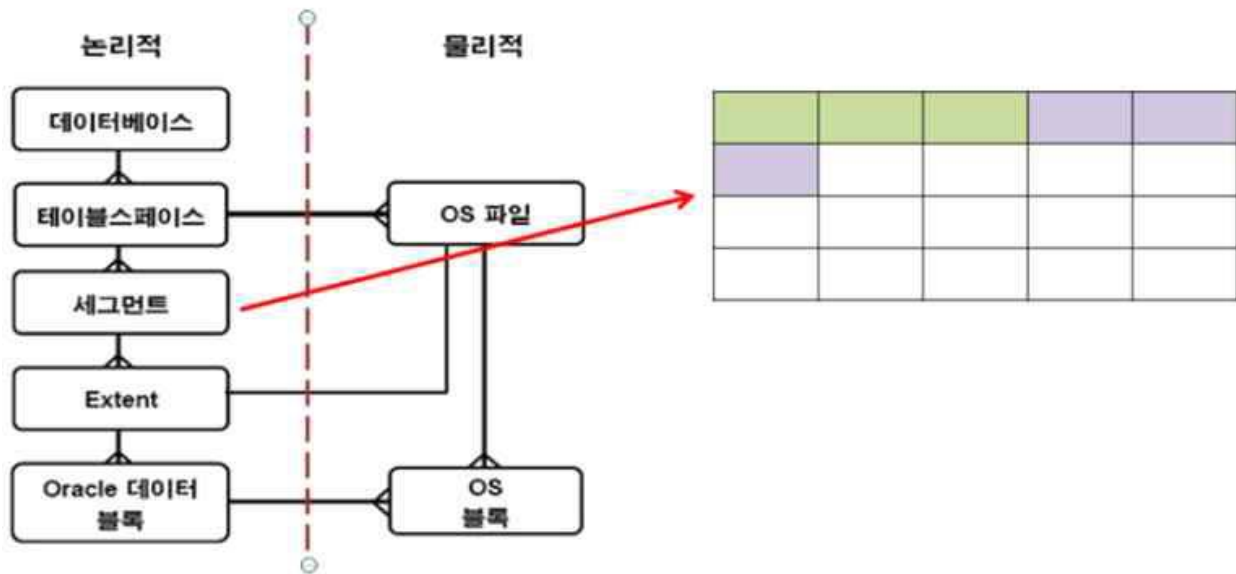 논리적
물리적
데이터베이스
테이블스페이스
OS 파일
세그먼트
Extent
Oracle 데이터
블록
OS
블록